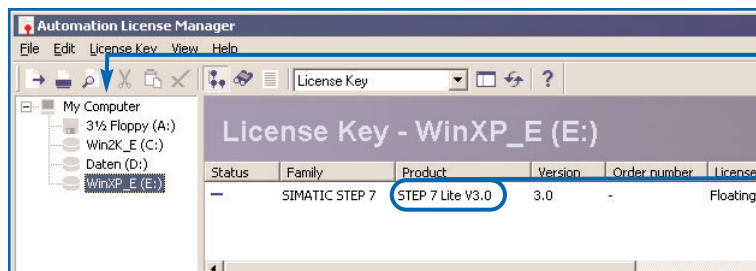 Automation License Manager
File Edit License Key View Help
License Key ?
My Computer
3½ Floppy (A:)
Win2K_E (C:)
Daten (D:)
WinXP_E (E:)
License Key - WinXP_E (E:)
Status Family Product Version Order number License
SIMATIC STEP 7 STEP 7 Lite V3.0 3.0 - Floating